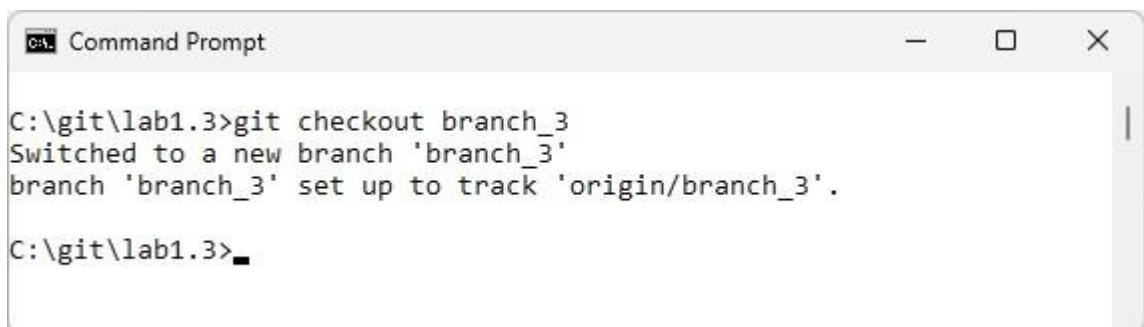 Command Prompt
C:\git\lab1.3>git checkout branch_3
Switched to a new branch 'branch_3'
branch 'branch_3' set up to track 'origin/branch_3'.
C:\git\lab1.3>